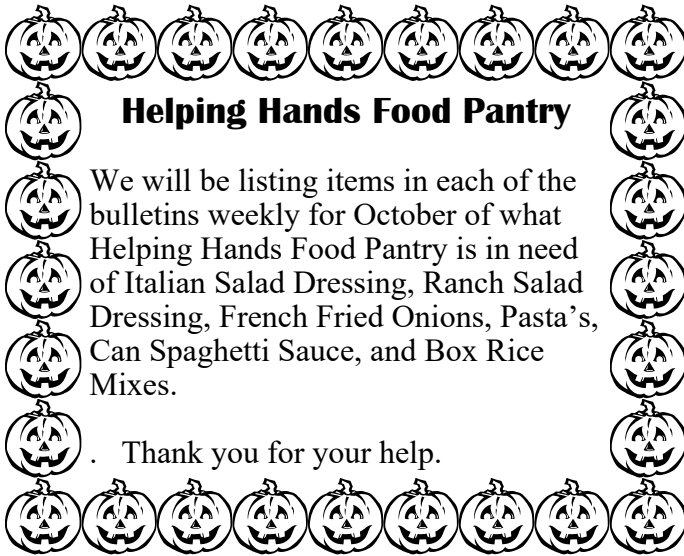 Helping Hands Food Pantry
We will be listing items in each of the
bulletins weekly for October of what
Helping Hands Food Pantry is in need
of Italian Salad Dressing, Ranch Salad
Dressing, French Fried Onions, Pasta’s,
Can Spaghetti Sauce, and Box Rice
Mixes.
. Thank you for your help.